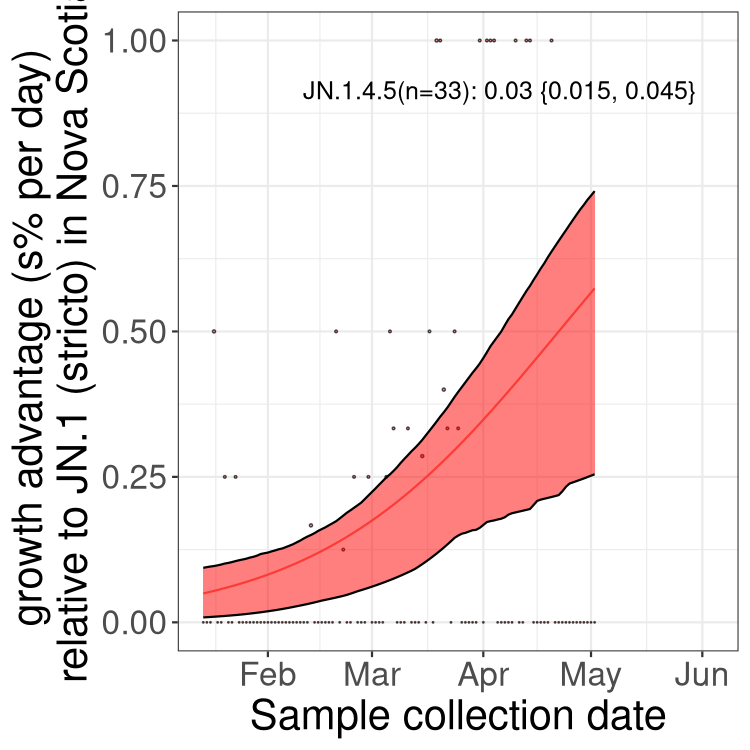 growth advantage (s% per day)
relative to JN.1 (stricto) in Nova Scotia
1.00
0.75
0.50
0.25
0.00
JN.1.4.5(n=33): 0.03 {0.015, 0.045}
Feb Mar Apr May Jun
Sample collection date